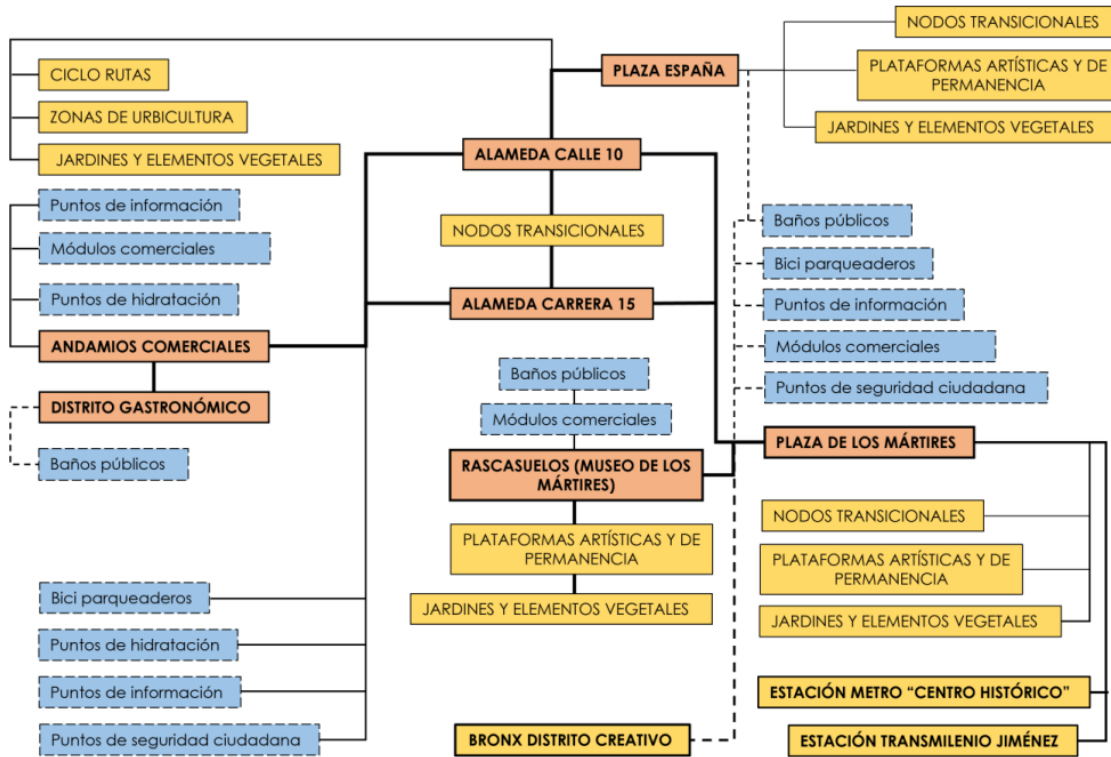 NODOS TRANSICIONALES
PLAZA ESPAÑA
PLATAFORMAS ARTÍSTICAS Y DE
PERMANENCIA
CICLO RUTAS
ZONAS DE URBICULTURA
JARDINES Y ELEMENTOS VEGETALES
JARDINES Y ELEMENTOS VEGETALES
ALAMEDA CALLE 10
Puntos de información
Módulos comerciales
Puntos de hidratación
NODOS TRANSICIONALES
Baños públicos
Bici parqueaderos
Puntos de información
Módulos comerciales
Puntos de seguridad ciudadana
ALAMEDA CARRERA 15
ANDAMIOS COMERCIALES
DISTRITO GASTRONÓMICO
Baños públicos
Baños públicos
Módulos comerciales
RASCASUELOS (MUSEO DE LOS
MÁRTIRES)
PLATAFORMAS ARTÍSTICAS Y DE
PERMANENCIA
JARDINES Y ELEMENTOS VEGETALES
PLAZA DE LOS MÁRTIRES
NODOS TRANSICIONALES
PLATAFORMAS ARTÍSTICAS Y DE
PERMANENCIA
JARDINES Y ELEMENTOS VEGETALES
Bici parqueaderos
Puntos de hidratación
Puntos de información
Puntos de seguridad ciudadana
BRONX DISTRITO CREATIVO
ESTACIÓN METRO “CENTRO HISTÓRICO”
ESTACIÓN TRANSMILENIO JIMÉNEZ